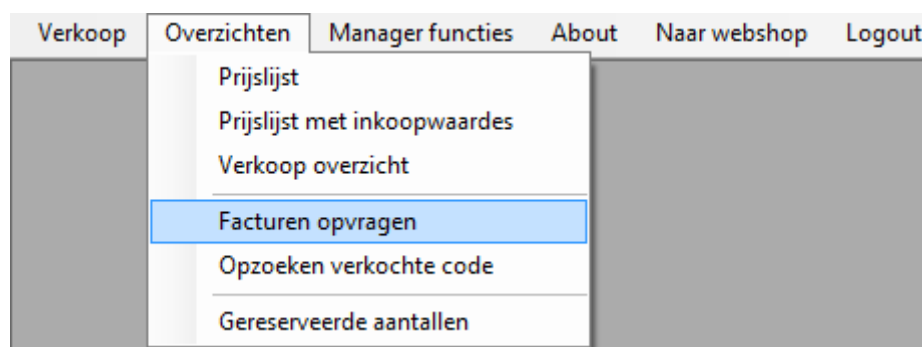 Verkoop Overzichten Manager functies About Naar webshop Logout
Prijslijst
Prijslijst met inkoopwaardes
Verkoop overzicht
Facturen opvragen
Opzoeken verkochte code
Gereserveerde aantallen